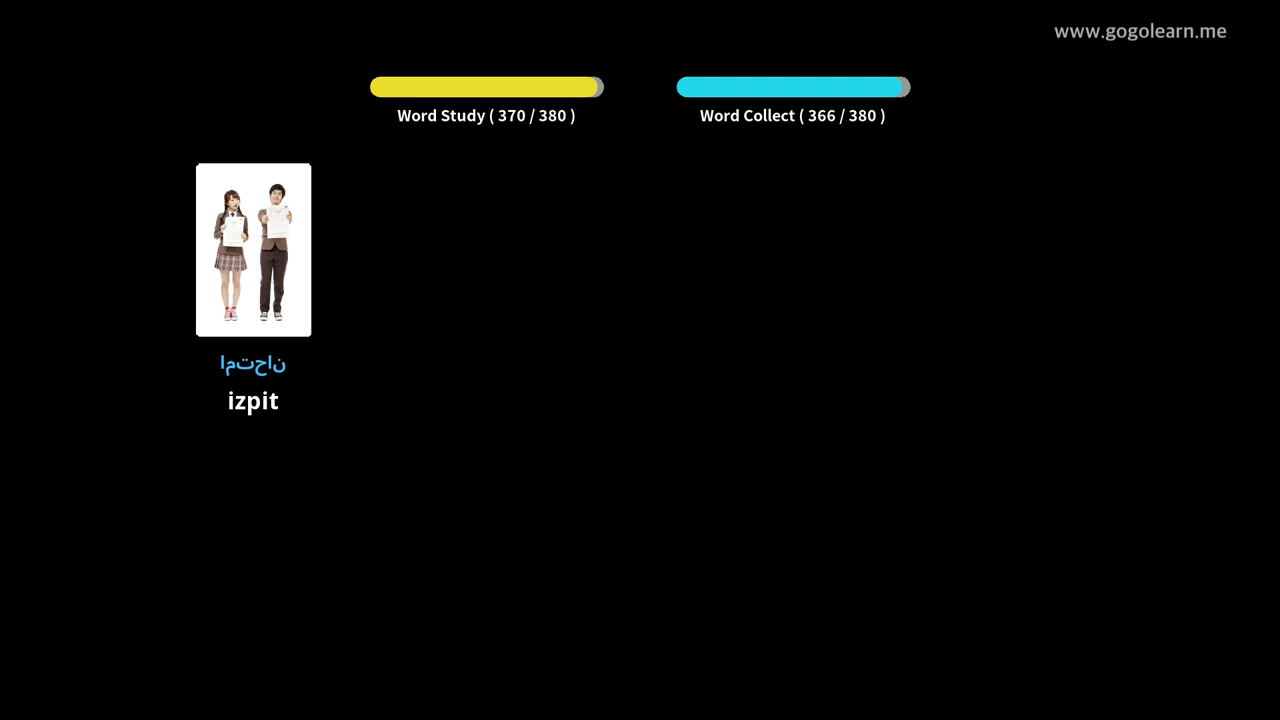 www.gogolearn.me
Word Study ( 370 / 380 )
Word Collect ( 366 / 380 )
امتحان
izpit